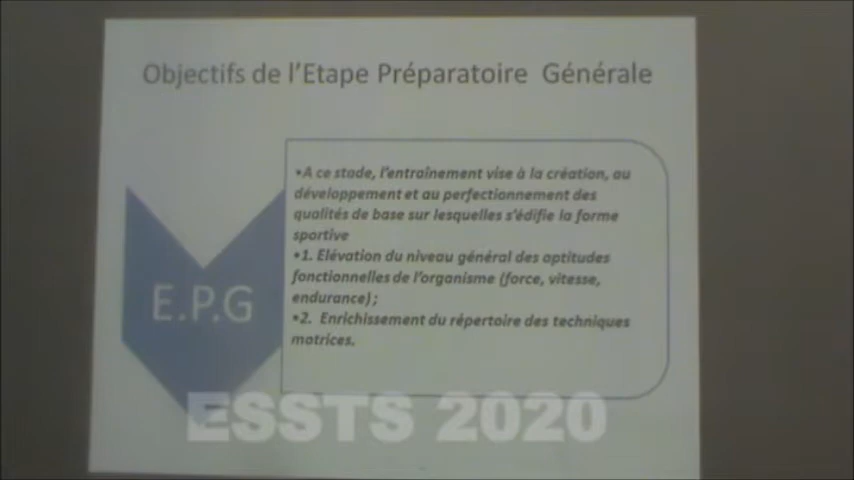 Objectifs de l'Etape Préparatoire Générale
•A ce stade, l'entraînement vise à la création, au
développement et au perfectionnement des
qualités de base sur lesquelles s'édifie la forme
sportive
•1. Elévation du niveau général des aptitudes
fonctionnelles de l'organisme (force, vitesse,
endurance) ;
•2. Enrichissement du répertoire des techniques
motrices.
E.P.G
ESSTS 2020